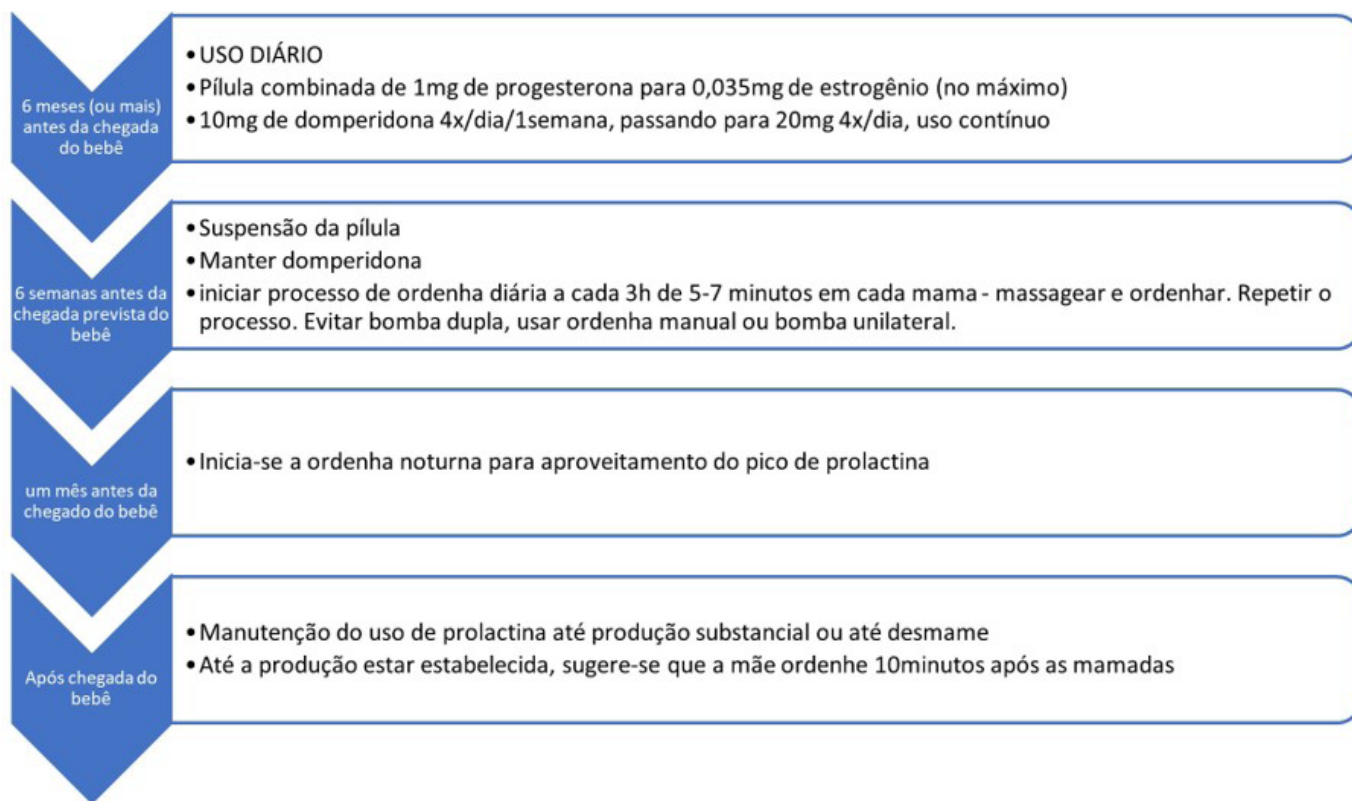 6 meses (ou mais)
antes da chegada
do bebê
•USO DIÁRIO
•Pílula combinada de 1mg de progesterona para 0,035mg de estrogênio (no máximo)
•10mg de domperidona 4x/dia/1semana, passando para 20mg 4x/dia, uso contínuo
6 semanas antes da
chegada prevista do
bebê
•Suspensão da pílula
•Manter domperidona
•iniciar processo de ordenha diária a cada 3h de 5-7 minutos em cada mama - massagear e ordenhar. Repetir o
processo. Evitar bomba dupla, usar ordenha manual ou bomba unilateral.
um mês antes da
chegado do bebê
•Inicia-se a ordenha noturna para aproveitamento do pico de prolactina
Após chegada do
bebê
•Manutenção do uso de prolactina até produção substancial ou até desmame
•Até a produção estar estabelecida, sugere-se que a mãe ordenhe 10minutos após as mamadas